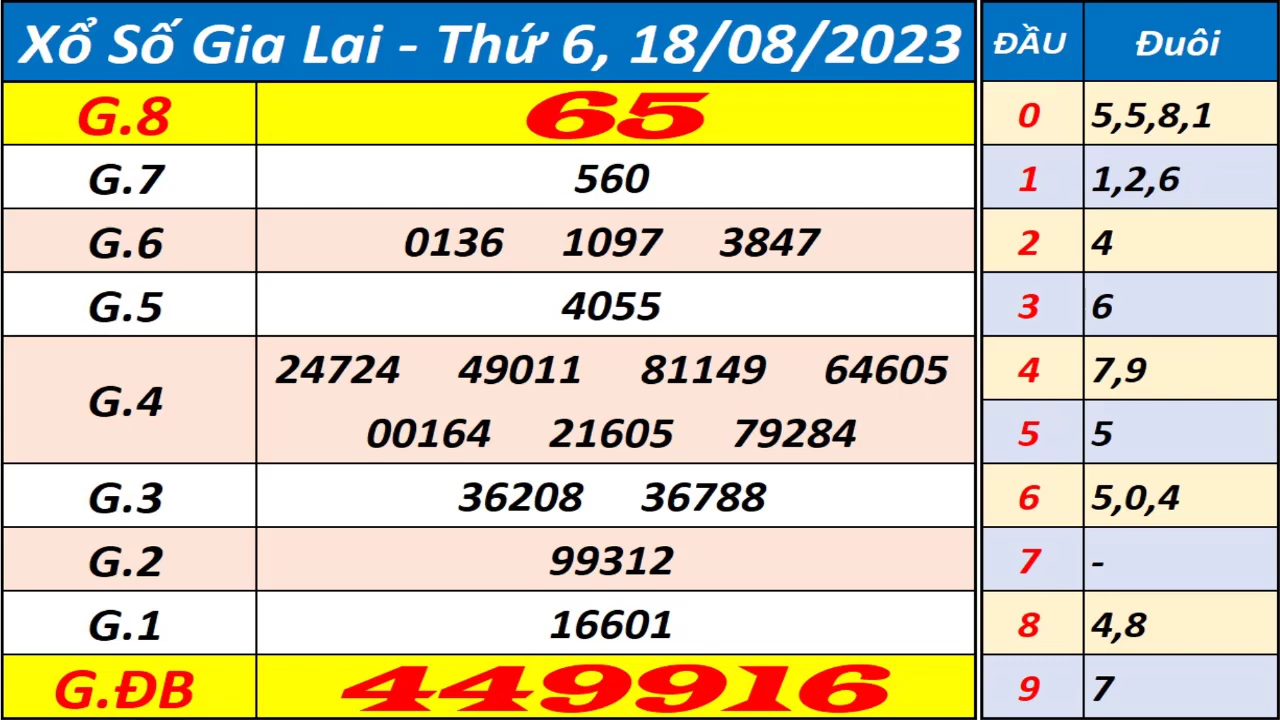 Xổ Số Gia Lai - Thứ 6, 18/08/2023
G.8 65
G.7 560
G.6 0136 1097 3847
G.5 4055
G.4 24724 49011 81149 64605
00164 21605 79284
G.3 36208 36788
G.2 99312
G.1 16601
G.ĐB 449916
ĐẦU Đuôi
0 5,5,8,1
1 1,2,6
2 4
3 6
4 7,9
5 5
6 5,0,4
7 -
8 4,8
9 7